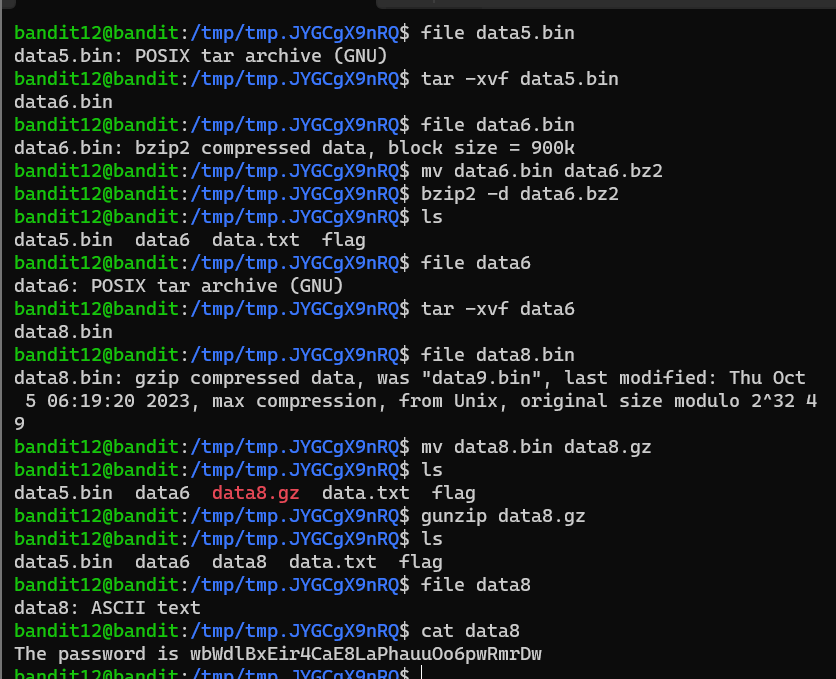 bandit12@bandit:/tmp/tmp.JYGCgX9nRQ$ file data5.bin
data5.bin: POSIX tar archive (GNU)
bandit12@bandit:/tmp/tmp.JYGCgX9nRQ$ tar -xvf data5.bin
data6.bin
bandit12@bandit:/tmp/tmp.JYGCgX9nRQ$ file data6.bin
data6.bin: bzip2 compressed data, block size = 900k
bandit12@bandit:/tmp/tmp.JYGCgX9nRQ$ mv data6.bin data6.bz2
bandit12@bandit:/tmp/tmp.JYGCgX9nRQ$ bzip2 -d data6.bz2
bandit12@bandit:/tmp/tmp.JYGCgX9nRQ$ ls
data5.bin  data6  data.txt  flag
bandit12@bandit:/tmp/tmp.JYGCgX9nRQ$ file data6
data6: POSIX tar archive (GNU)
bandit12@bandit:/tmp/tmp.JYGCgX9nRQ$ tar -xvf data6
data8.bin
bandit12@bandit:/tmp/tmp.JYGCgX9nRQ$ file data8.bin
data8.bin: gzip compressed data, was "data9.bin", last modified: Thu Oct
 5 06:19:20 2023, max compression, from Unix, original size modulo 2^32 4
9
bandit12@bandit:/tmp/tmp.JYGCgX9nRQ$ mv data8.bin data8.gz
bandit12@bandit:/tmp/tmp.JYGCgX9nRQ$ ls
data5.bin  data6  data8.gz  data.txt  flag
bandit12@bandit:/tmp/tmp.JYGCgX9nRQ$ gunzip data8.gz
bandit12@bandit:/tmp/tmp.JYGCgX9nRQ$ ls
data5.bin  data6  data8  data.txt  flag
bandit12@bandit:/tmp/tmp.JYGCgX9nRQ$ file data8
data8: ASCII text
bandit12@bandit:/tmp/tmp.JYGCgX9nRQ$ cat data8
The password is wbWdlBxEir4CaE8LaPhauuOo6pwRmrDw
bandit12@bandit:/tmp/tmp.JYGCgX9nRQ$